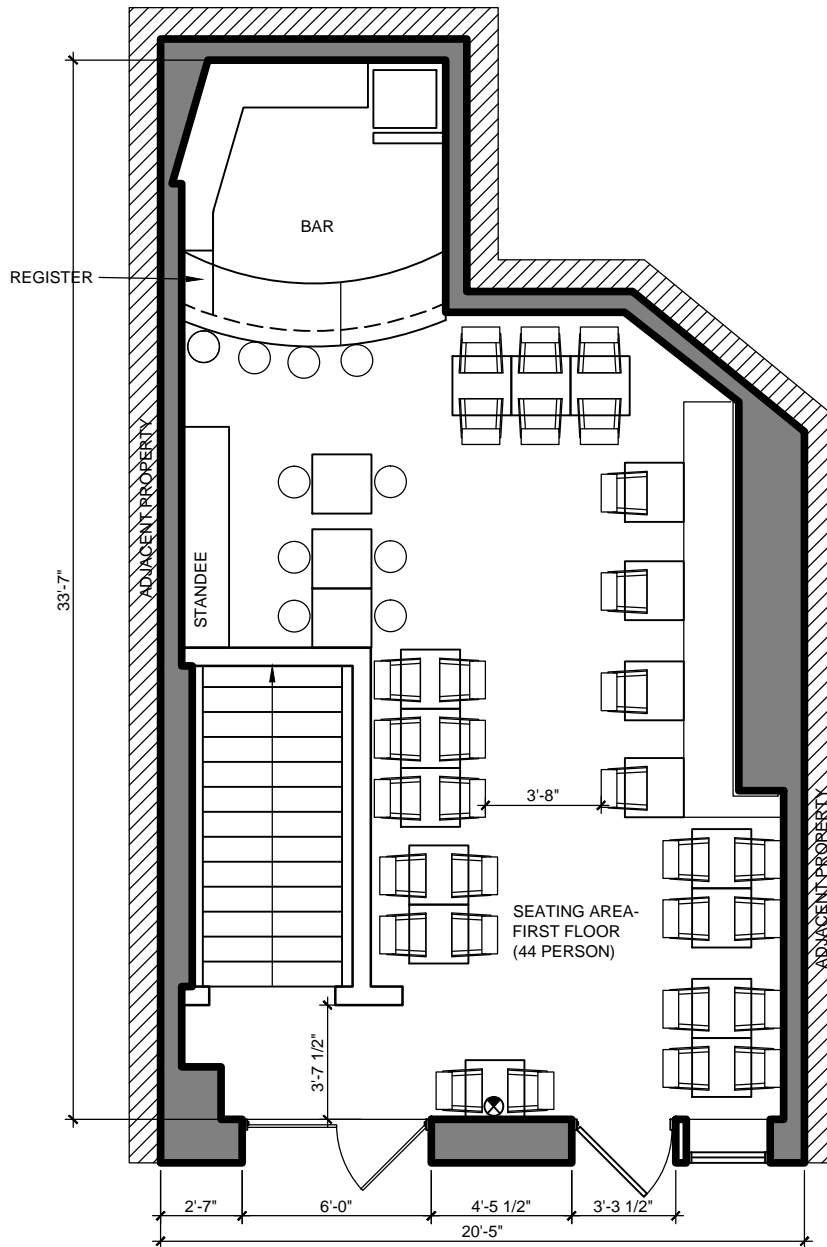 BAR
REGISTER
ADJACENT PROPERTY
33'-7"
STANDEE
3'-8"
ADJACENT PROPERTY
SEATING AREA-
FIRST FLOOR
(44 PERSON)
3'-7 1/2"
2'-7"
6'-0"
4'-5 1/2"
3'-3 1/2"
20'-5"